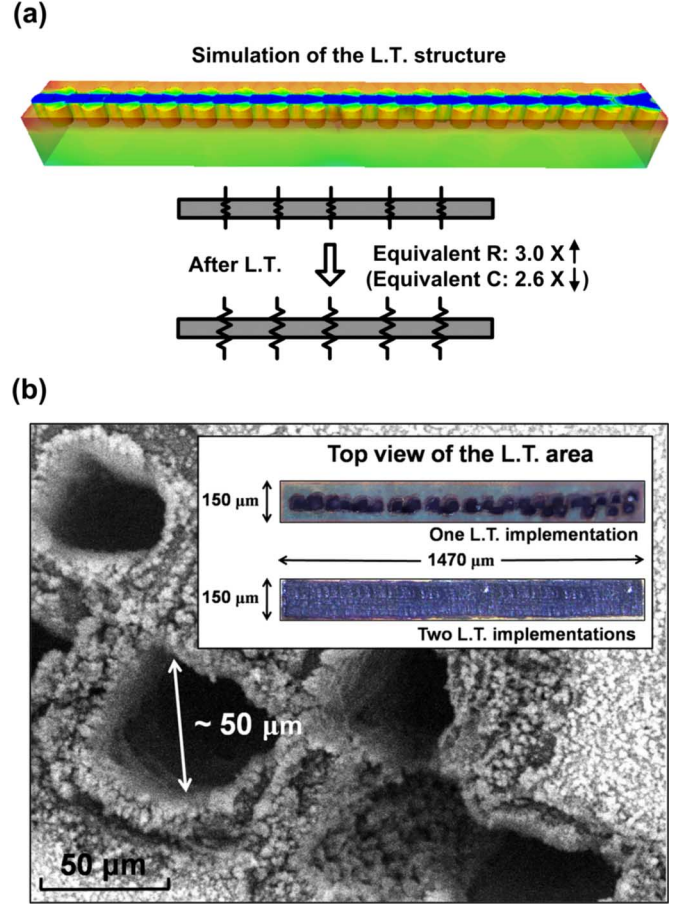 (a)
Simulation of the L.T. structure
After L.T.
Equivalent R: 3.0 X
(Equivalent C: 2.6 X )
(b)
Top view of the L.T. area
150 μm
One L.T. implementation
1470 μm
150 μm
Two L.T. implementations
~ 50 μm
50 μm